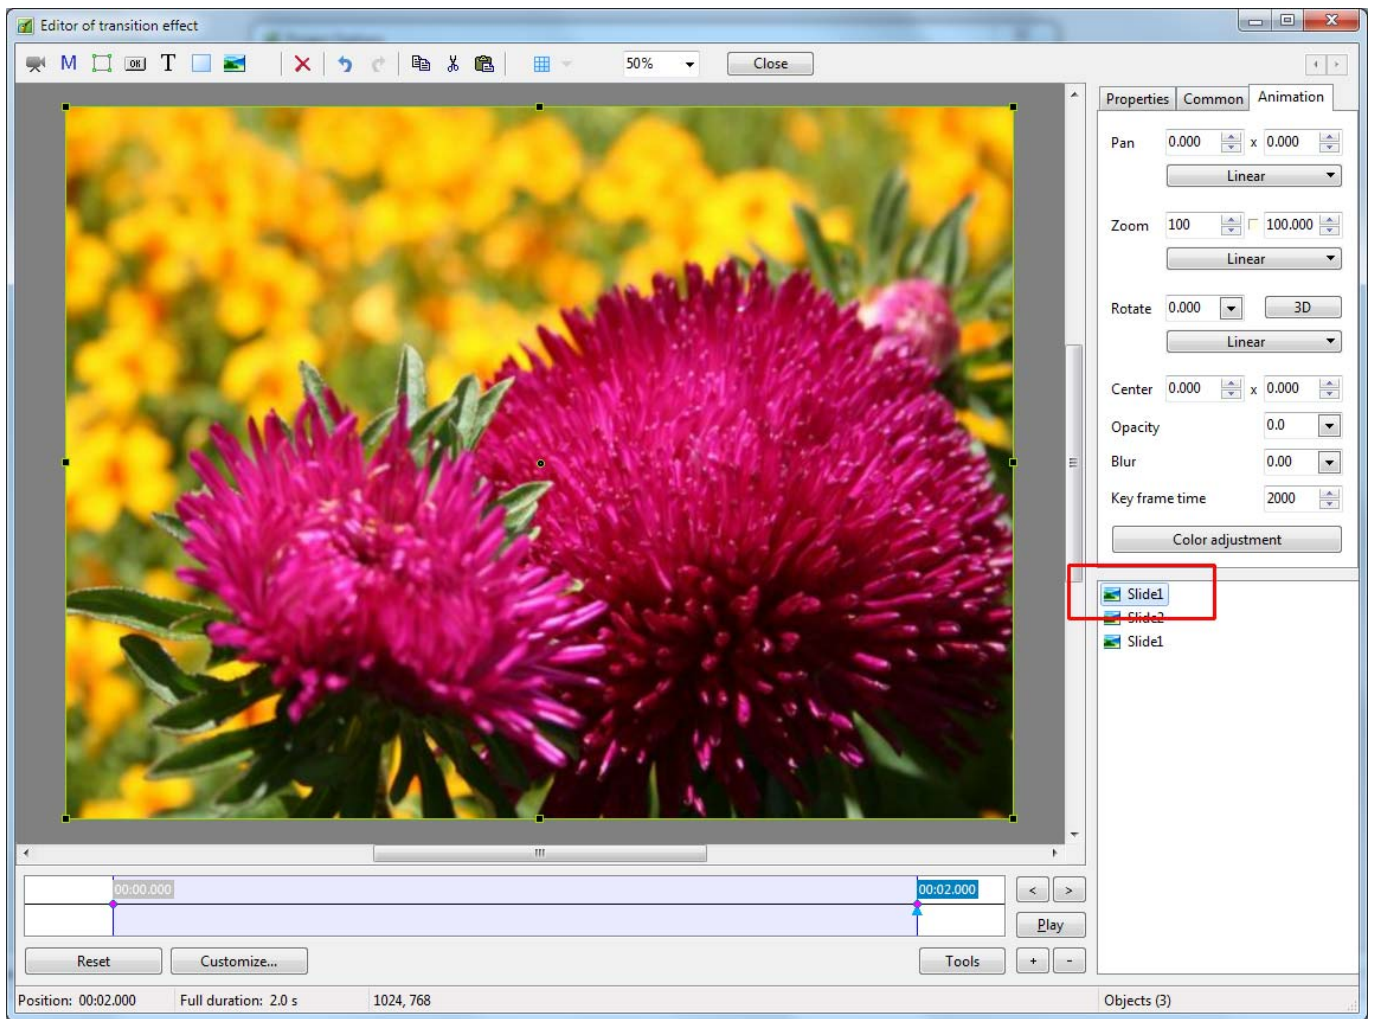 Editor of transition effect
M OK T 50% Close
Properties Common Animation
Pan 0.000 x 0.000
Linear
Zoom 100 100.000
Linear
Rotate 0.000 3D
Linear
Center 0.000 x 0.000
Opacity 0.0
Blur 0.00
Key frame time 2000
Color adjustment
Slide1
Slide2
Slide1
00:00.000 00:02.000 < >
Play
Reset Customize... Tools + -
Position: 00:02.000 Full duration: 2.0 s 1024, 768 Objects (3)